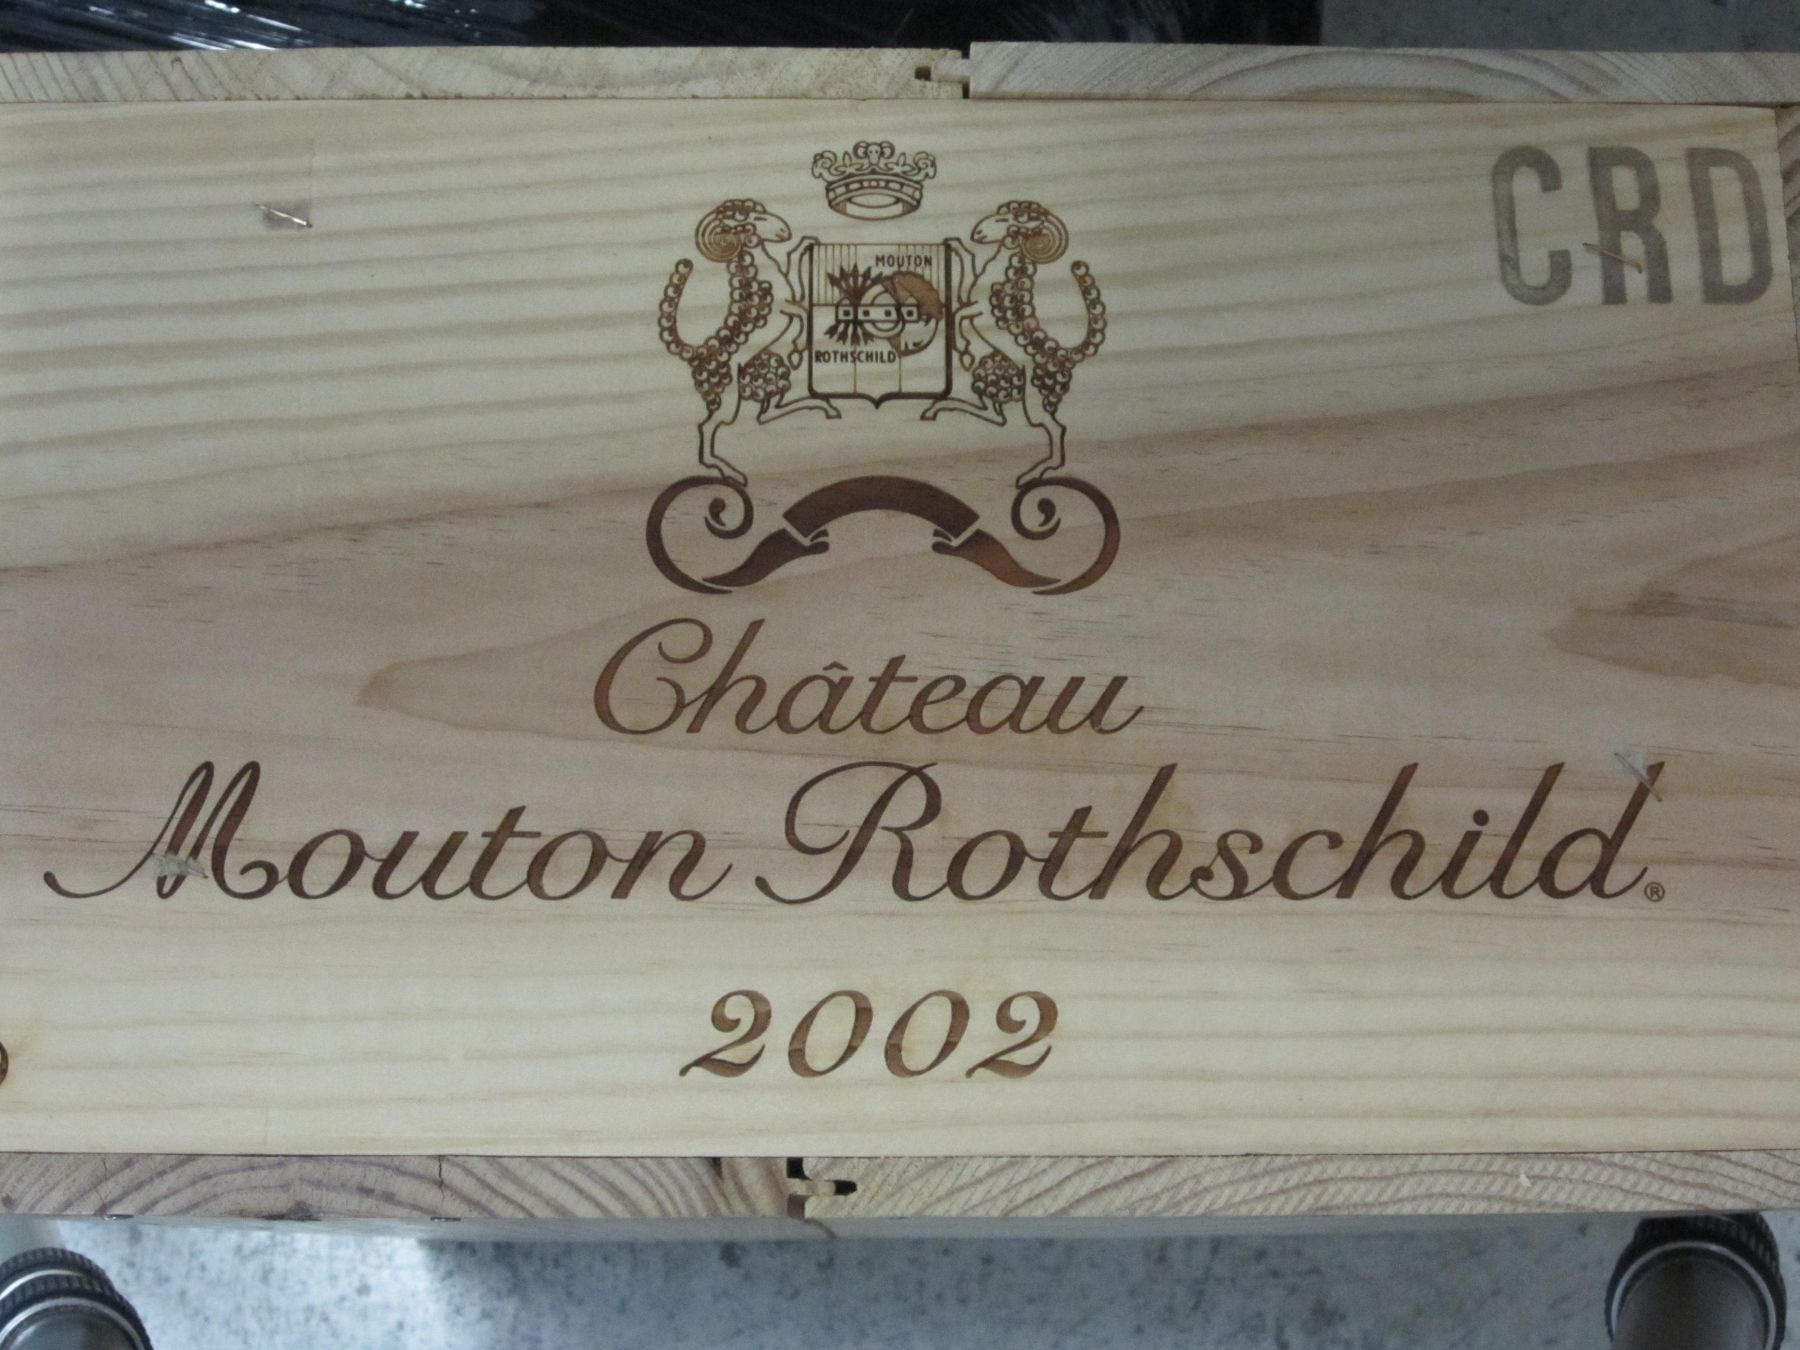 CRD
MOUTON
ROTHSCHILD
Château
Mouton Rothschild®
2002